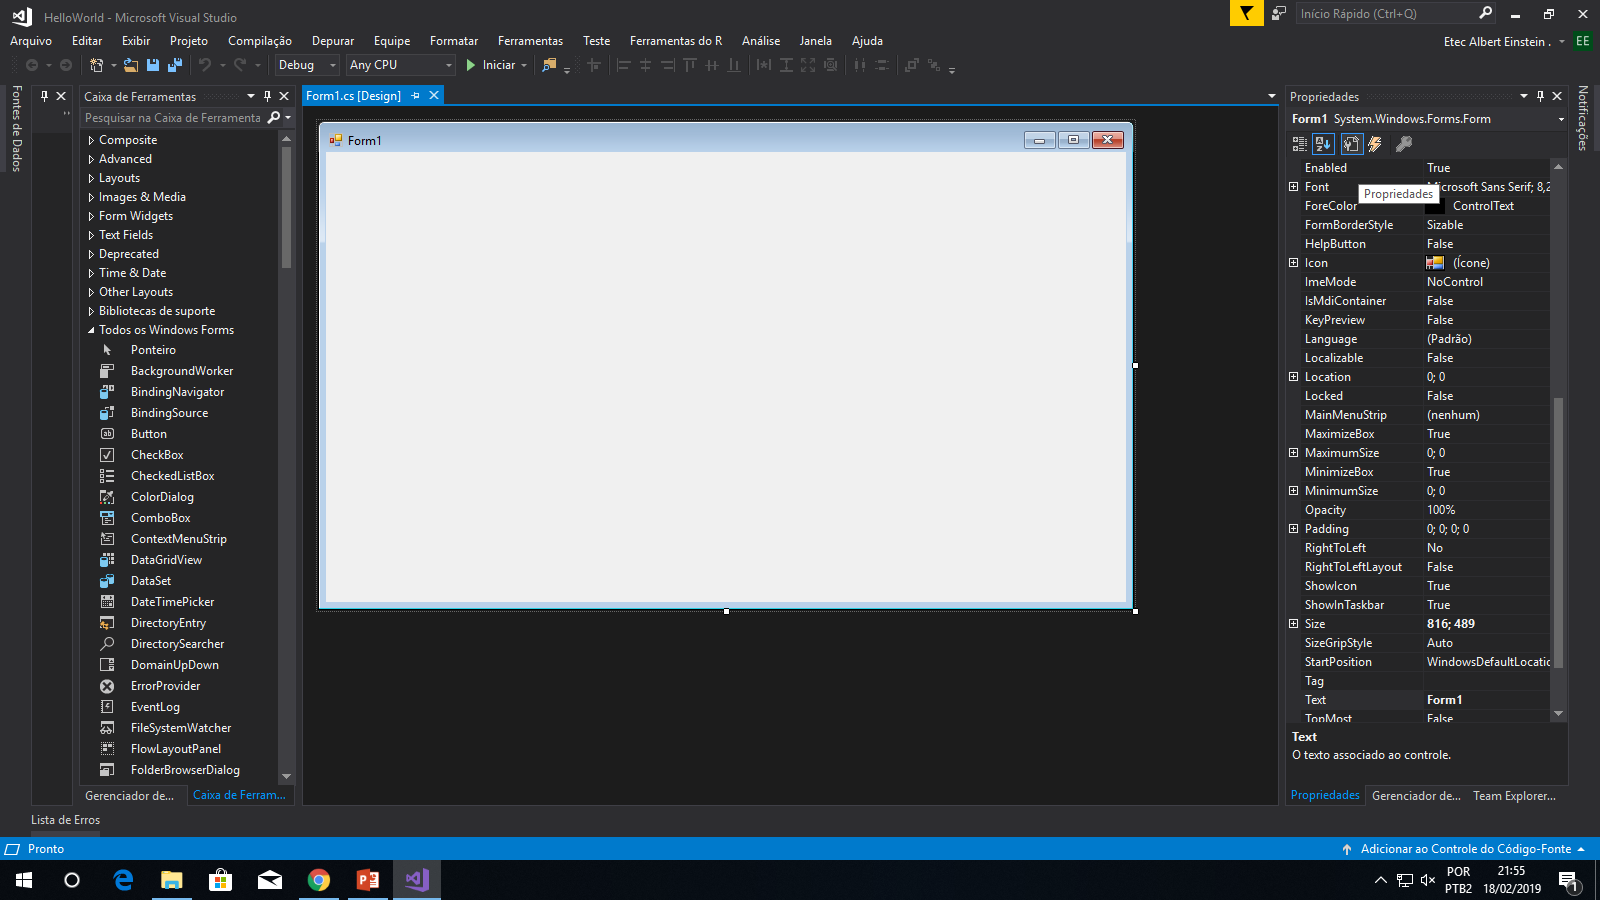 HelloWorld - Microsoft Visual Studio
Início Rápido (Ctrl+Q)
Arquivo Editar Exibir Projeto Compilação Depurar Equipe Formatar Ferramentas Teste Ferramentas do R Análise Janela Ajuda
Etec Albert Einstein . EE
Debug Any CPU Iniciar
Fontes de Dados
Caixa de Ferramentas
Pesquisar na Caixa de Ferramenta
Composite
Advanced
Layouts
Images & Media
Form Widgets
Text Fields
Deprecated
Time & Date
Other Layouts
Bibliotecas de suporte
Todos os Windows Forms
Ponteiro
BackgroundWorker
BindingNavigator
BindingSource
Button
CheckBox
CheckedListBox
ColorDialog
ComboBox
ContextMenuStrip
DataGridView
DataSet
DateTimePicker
DirectoryEntry
DirectorySearcher
DomainUpDown
ErrorProvider
EventLog
FileSystemWatcher
FlowLayoutPanel
FolderBrowserDialog
Gerenciador de... Caixa de Ferram...
Form1.cs [Design]
Form1
Propriedades
Form1 System.Windows.Forms.Form
Enabled True
Font Microsoft Sans Serif; 8,2
Propriedades
ForeColor ControlText
FormBorderStyle Sizable
HelpButton False
Icon (Ícone)
ImeMode NoControl
IsMdiContainer False
KeyPreview False
Language (Padrão)
Localizable False
Location 0; 0
Locked False
MainMenuStrip (nenhum)
MaximizeBox True
MaximumSize 0; 0
MinimizeBox True
MinimumSize 0; 0
Opacity 100%
Padding 0; 0; 0; 0
RightToLeft No
RightToLeftLayout False
ShowIcon True
ShowInTaskbar True
Size 816; 489
SizeGripStyle Auto
StartPosition WindowsDefaultLocatio
Tag
Text Form1
TopMost False
Text
O texto associado ao controle.
Propriedades Gerenciador de... Team Explorer...
Notificações
Lista de Erros
Pronto
Adicionar ao Controle do Código-Fonte
POR
PTB2
21:55
18/02/2019
1